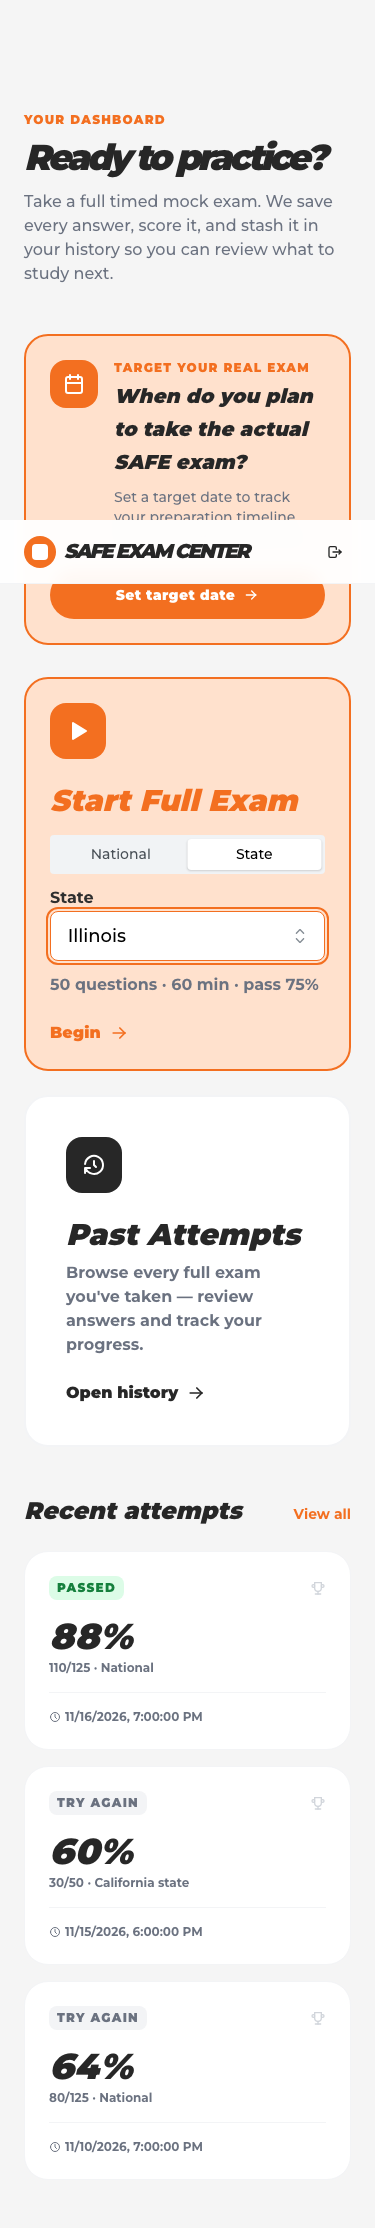 YOUR DASHBOARD
Ready to practice?
Take a full timed mock exam. We save
every answer, score it, and stash it in
your history so you can review what to
study next.
TARGET YOUR REAL EXAM
When do you plan
to take the actual
SAFE exam?
Set a target date to track
your preparation timeline
SAFE EXAM CENTER
Set target date →
Start Full Exam
National State
State
Illinois
50 questions · 60 min · pass 75%
Begin →
Past Attempts
Browse every full exam
you've taken — review
answers and track your
progress.
Open history →
Recent attempts View all
PASSED
88%
110/125 · National
11/16/2026, 7:00:00 PM
TRY AGAIN
60%
30/50 · California state
11/15/2026, 6:00:00 PM
TRY AGAIN
64%
80/125 · National
11/10/2026, 7:00:00 PM